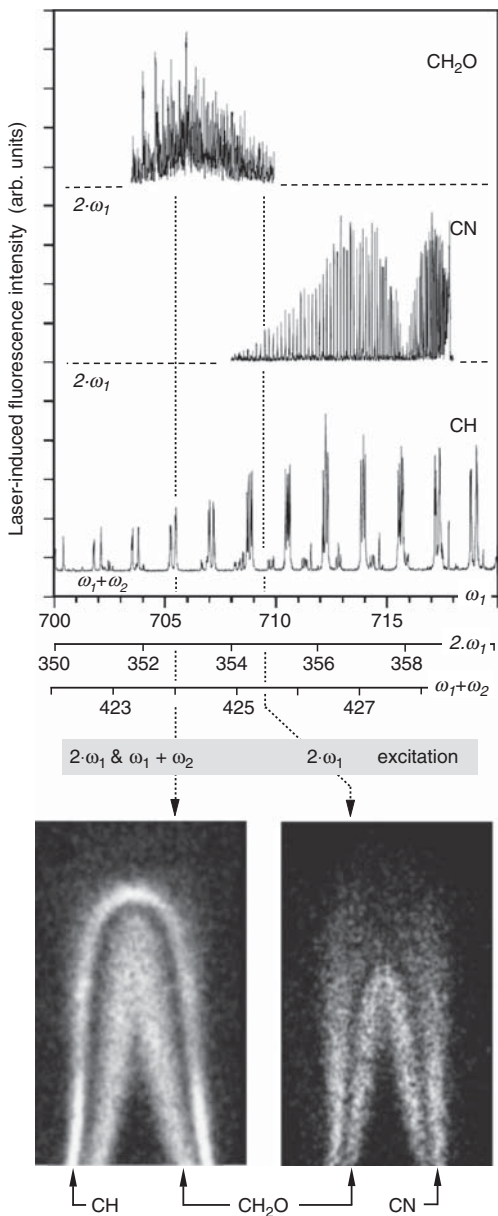 Laser-induced fluorescence intensity (arb. units)
CH₂O
2·ω₁
CN
2·ω₁
CH
ω₁+ω₂
ω₁
700 705 710 715
2.ω₁
350 352 354 356 358
ω₁+ω₂
423 425 427
2·ω₁ & ω₁ + ω₂ 2·ω₁ excitation
CH CH₂O CN